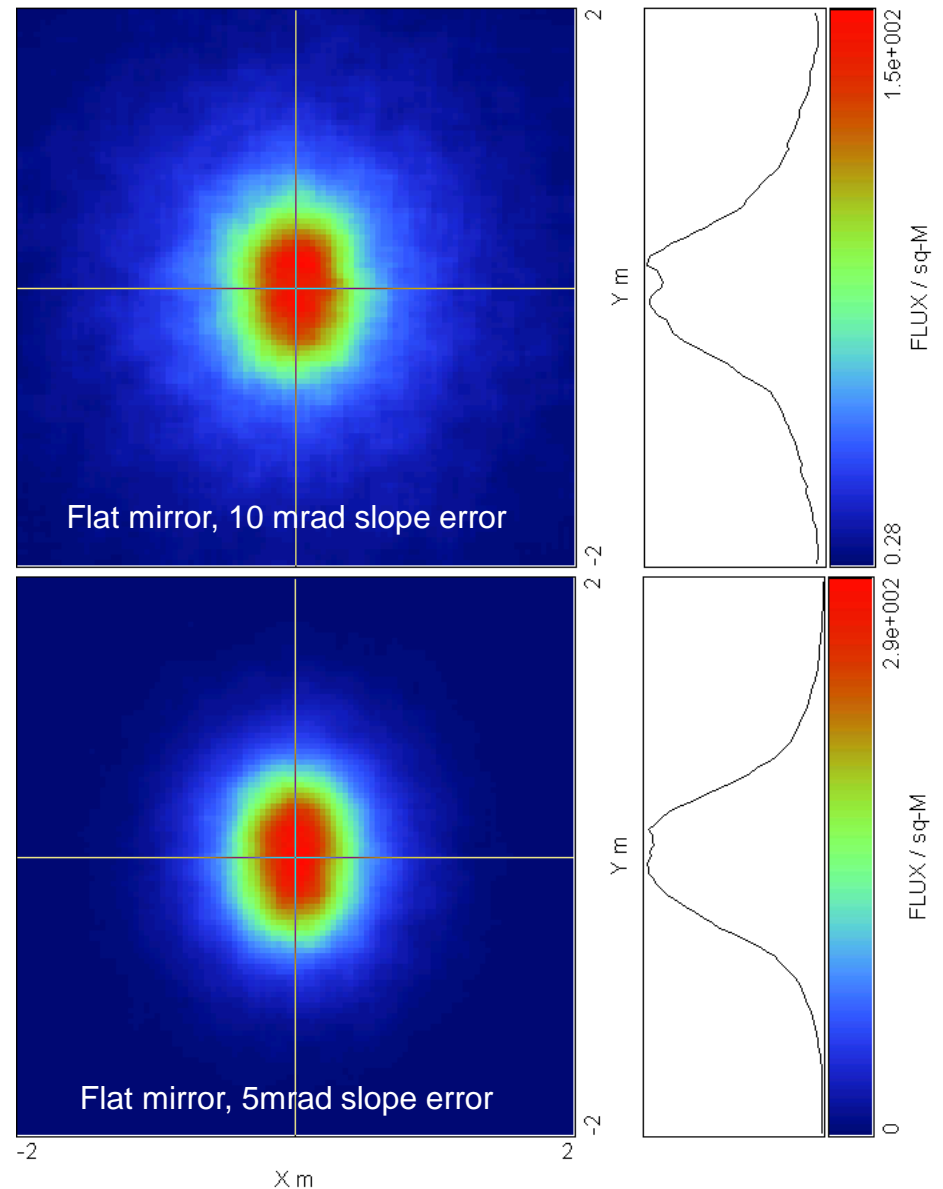 2
Y m
-2
1.5e+002
FLUX / sq-M
0.28
Flat mirror, 10 mrad slope error
2
Y m
-2
2.9e+002
FLUX / sq-M
0
Flat mirror, 5mrad slope error
-2
2
X m